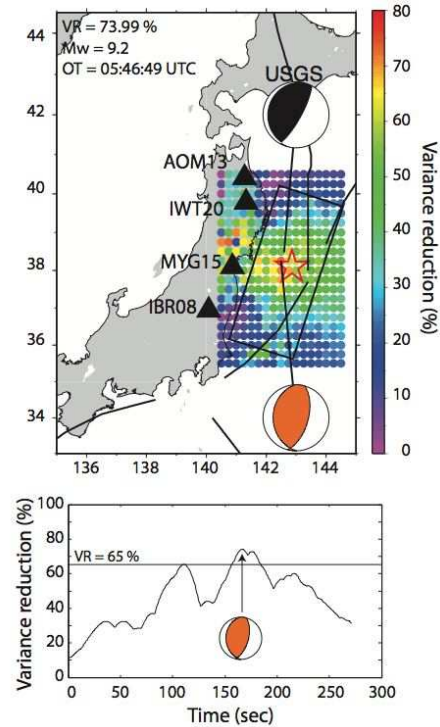 VR = 73.99 %
Mw = 9.2
OT = 05:46:49 UTC
USGS
AOM13
IWT20
MYG15
IBR08
44
42
40
38
36
34
136
138
140
142
144
80
70
60
50
40
30
20
10
0
Variance reduction (%)
100
80
60
40
20
0
Variance reduction (%)
VR = 65 %
0
50
100
150
200
250
300
Time (sec)